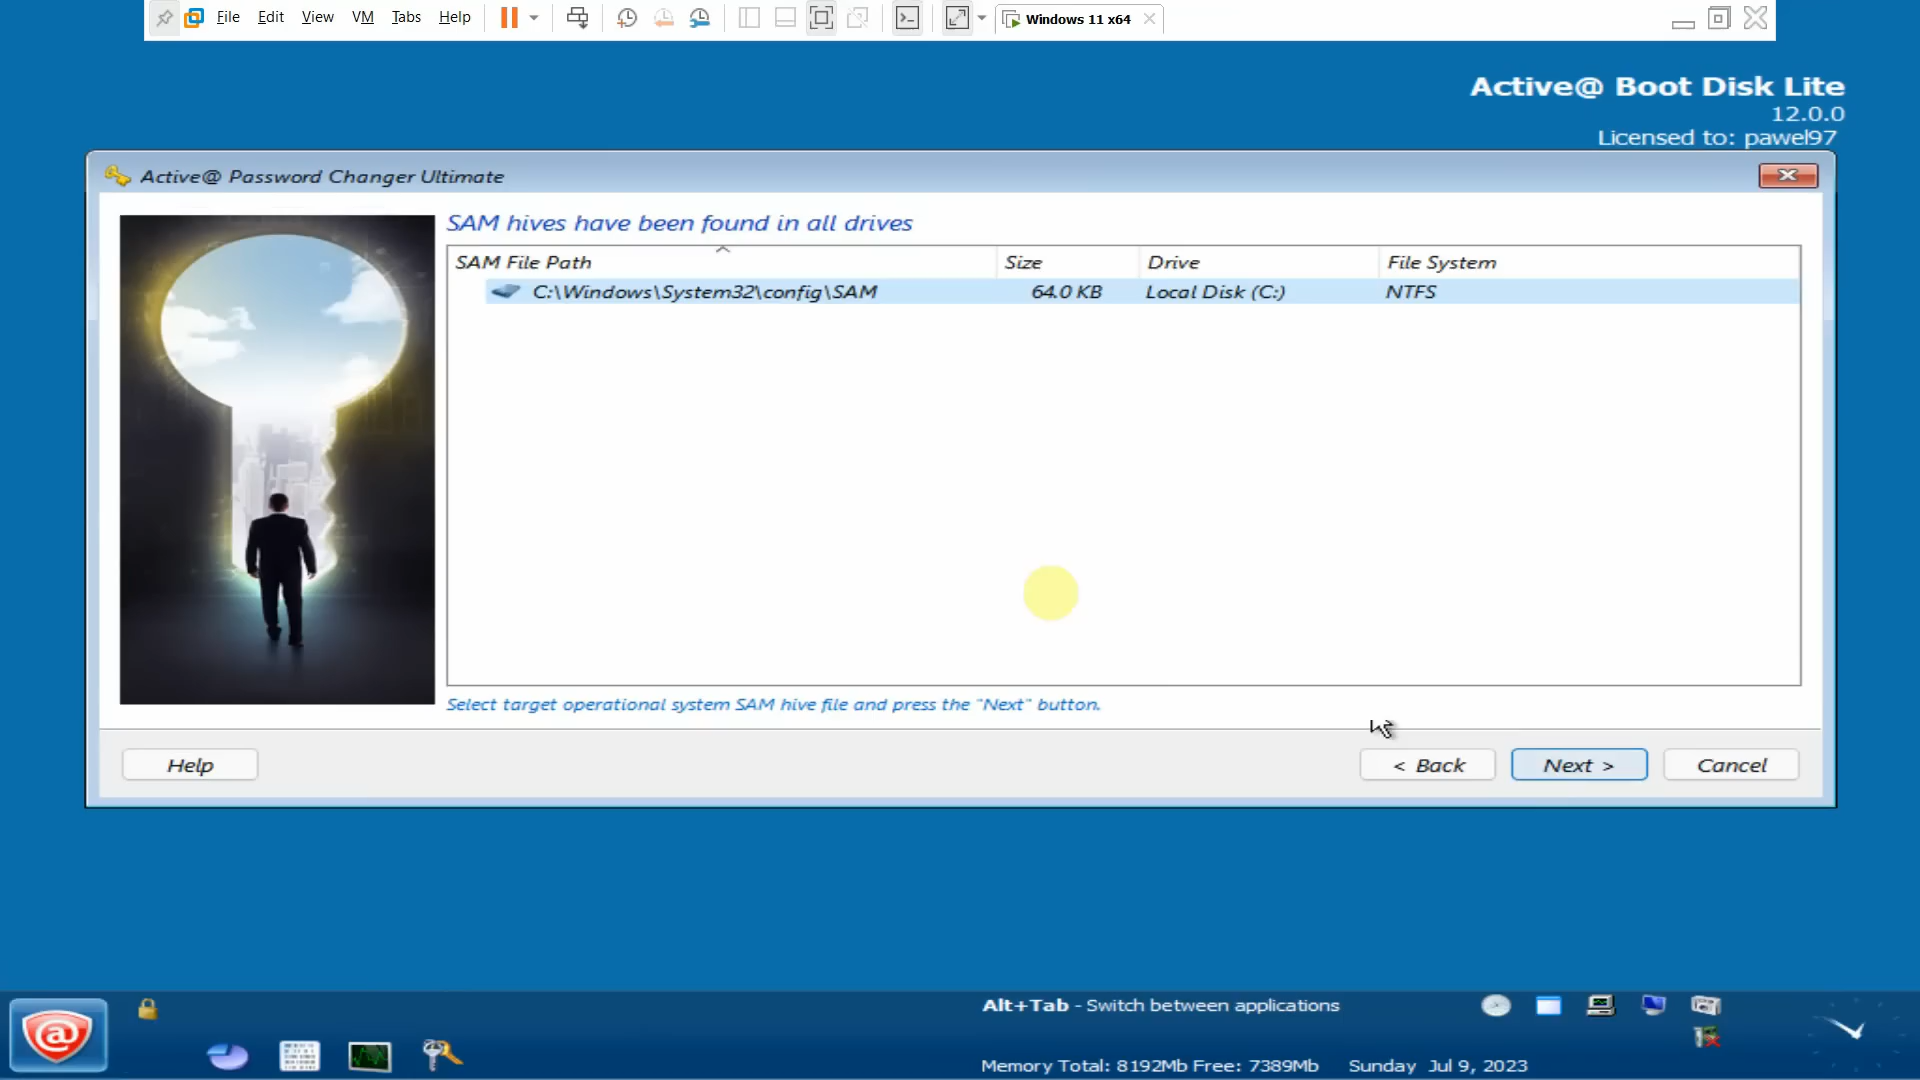 File Edit View VM Tabs Help Windows 11 x64
Active@ Boot Disk Lite
12.0.0
Licensed to: pawel97
Active@ Password Changer Ultimate
SAM hives have been found in all drives
SAM File Path Size Drive File System
C:\Windows\System32\config\SAM 64.0 KB Local Disk (C:) NTFS
Select target operational system SAM hive file and press the "Next" button.
Help < Back Next > Cancel
Alt+Tab - Switch between applications
Memory Total: 8192Mb Free: 7389Mb Sunday Jul 9, 2023